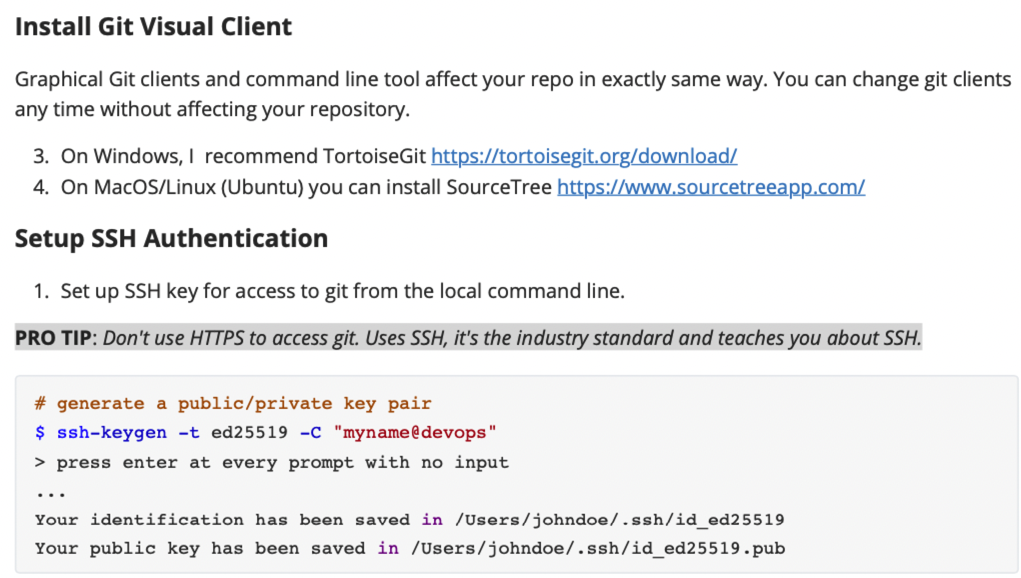 Install Git Visual Client
Graphical Git clients and command line tool affect your repo in exactly same way. You can change git clients
any time without affecting your repository.
3. On Windows, I recommend TortoiseGit https://tortoisegit.org/download/
4. On MacOS/Linux (Ubuntu) you can install SourceTree https://www.sourcetreeapp.com/
Setup SSH Authentication
1. Set up SSH key for access to git from the local command line.
PRO TIP: Don't use HTTPS to access git. Uses SSH, it's the industry standard and teaches you about SSH.
# generate a public/private key pair
$ ssh-keygen -t ed25519 -C "myname@devops"
> press enter at every prompt with no input
...
Your identification has been saved in /Users/johndoe/.ssh/id_ed25519
Your public key has been saved in /Users/johndoe/.ssh/id_ed25519.pub